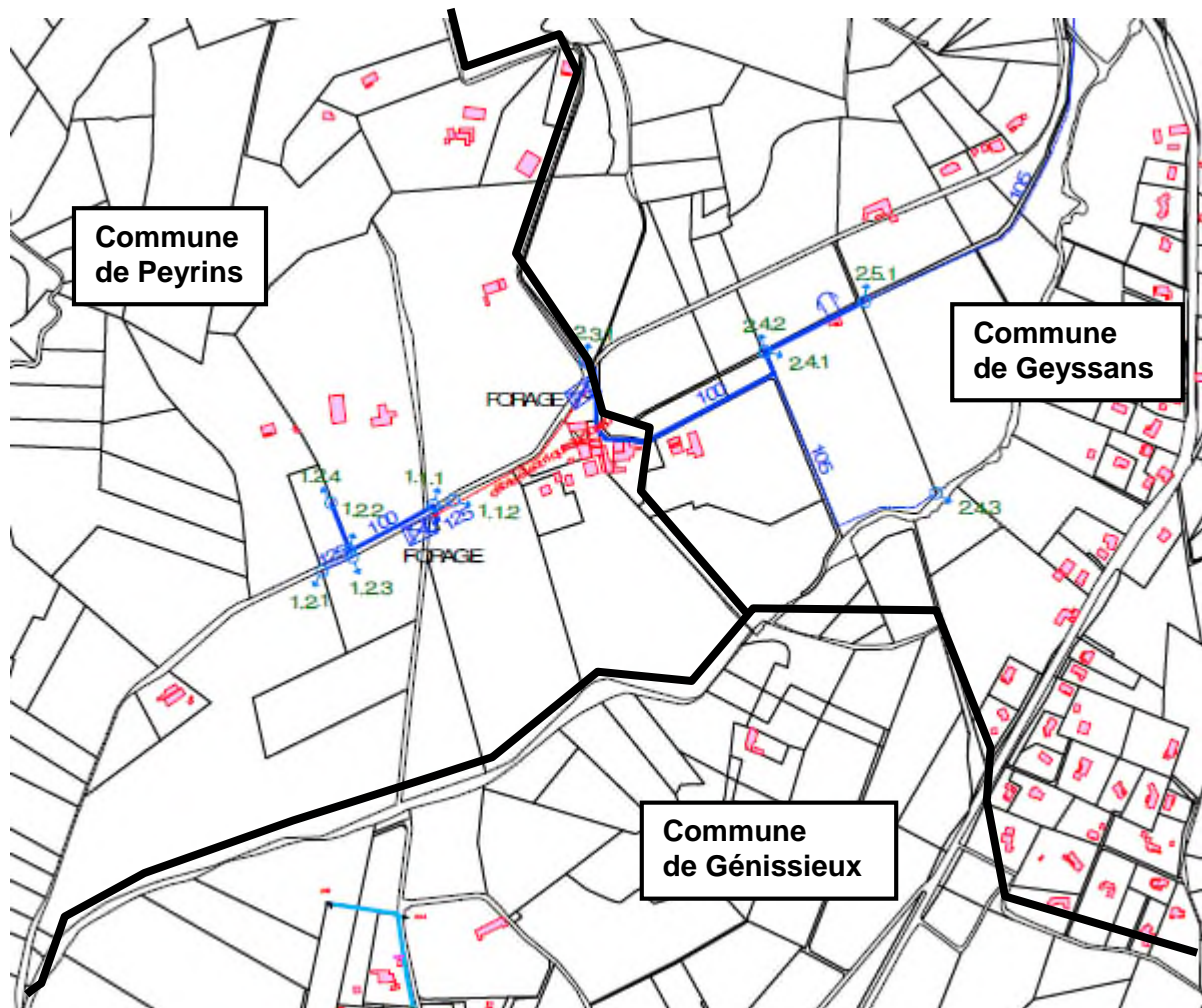 Commune
de Peyrins
105
2.5.1
Commune
de Geyssans
2.3.1
2.4.2
2.4.1
FORAGE
100
105
1.2.4
1.1.1
1.2.2
100
125
1.1.2
2.4.3
125
FORAGE
1.2.1
1.2.3
Commune
de Génissieux